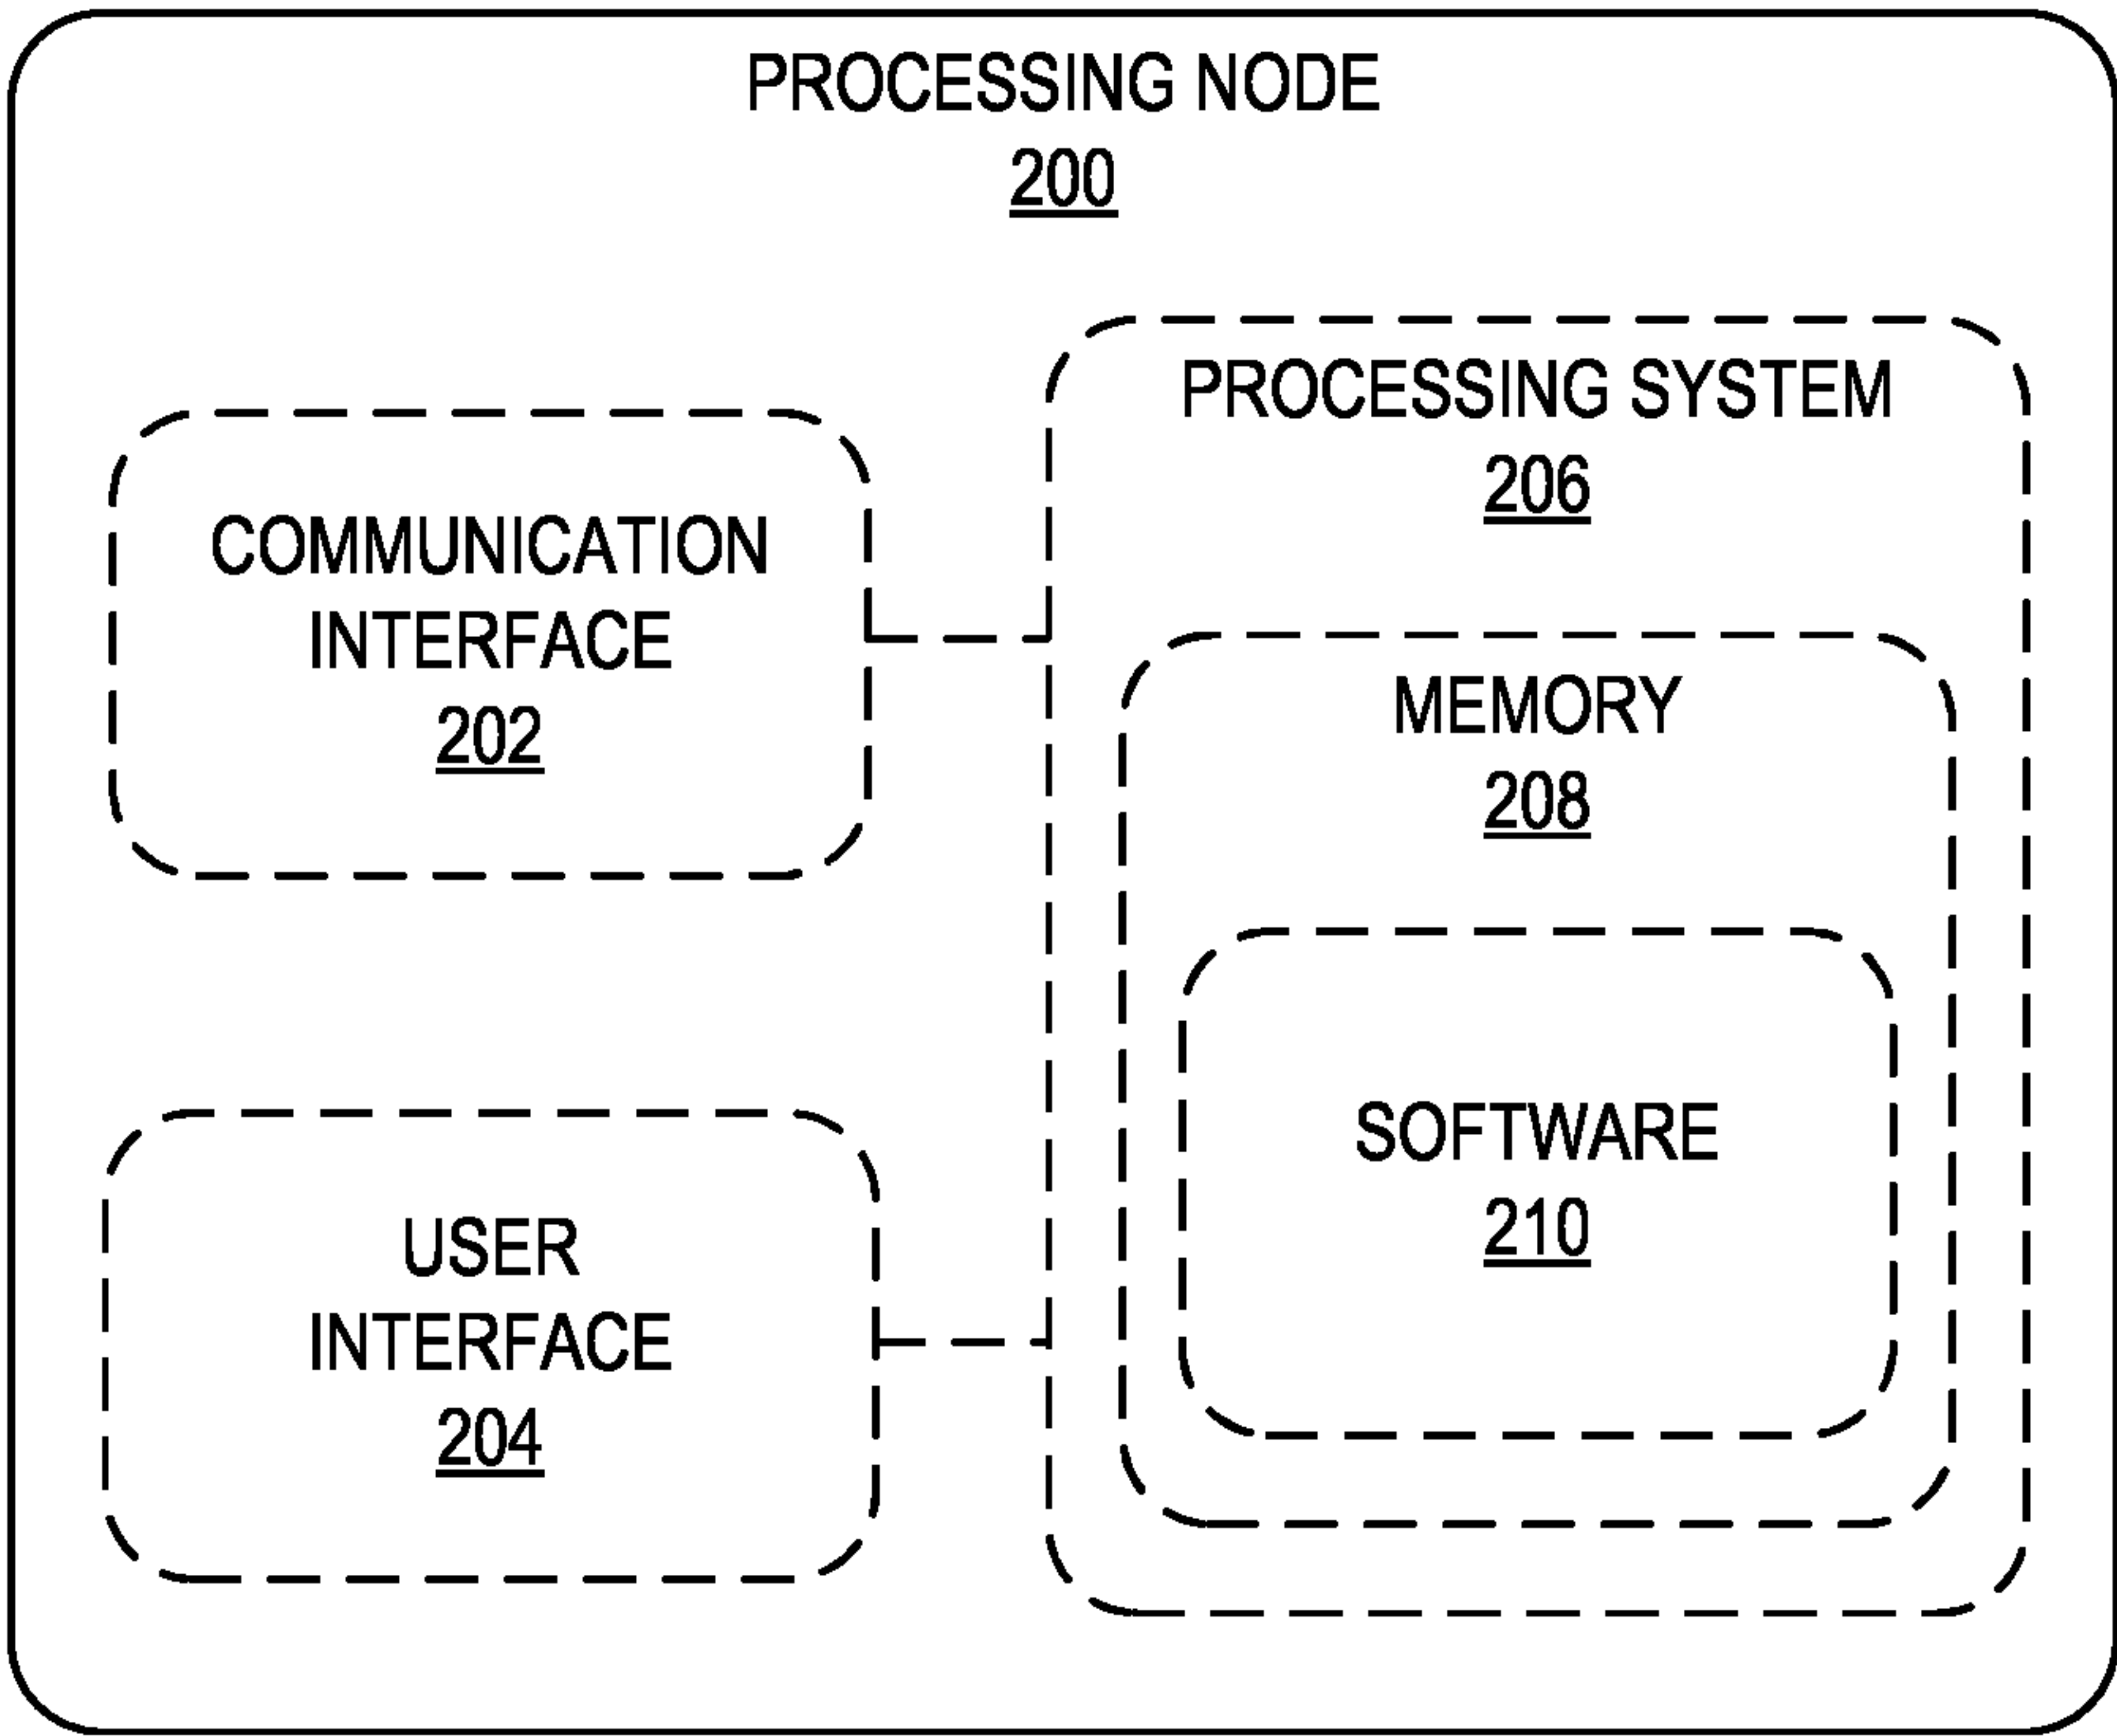 PROCESSING NODE
200
PROCESSING SYSTEM
206
COMMUNICATION
INTERFACE
202
MEMORY
208
SOFTWARE
210
USER
INTERFACE
204